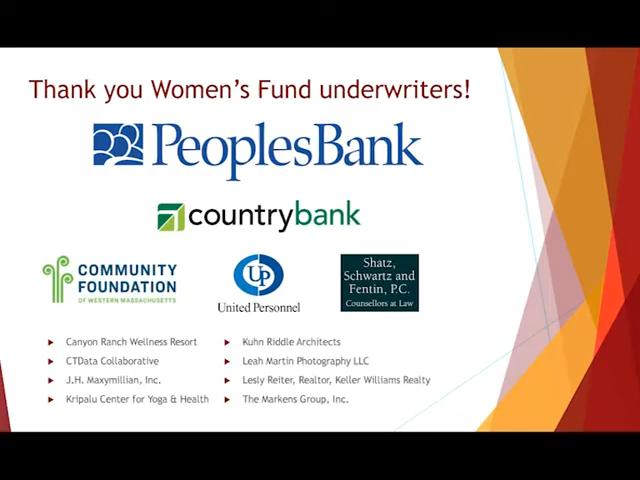 Thank you Women's Fund underwriters!
PeoplesBank
countrybank
COMMUNITY
FOUNDATION
OF WESTERN MASSACHUSETTS
UP
United Personnel
Shatz,
Schwartz and
Fentin, P.C.
Counsellors at Law
Canyon Ranch Wellness Resort
CTData Collaborative
J.H. Maxymillian, Inc.
Kripalu Center for Yoga & Health
Kuhn Riddle Architects
Leah Martin Photography LLC
Lesly Reiter, Realtor, Keller Williams Realty
The Markens Group, Inc.